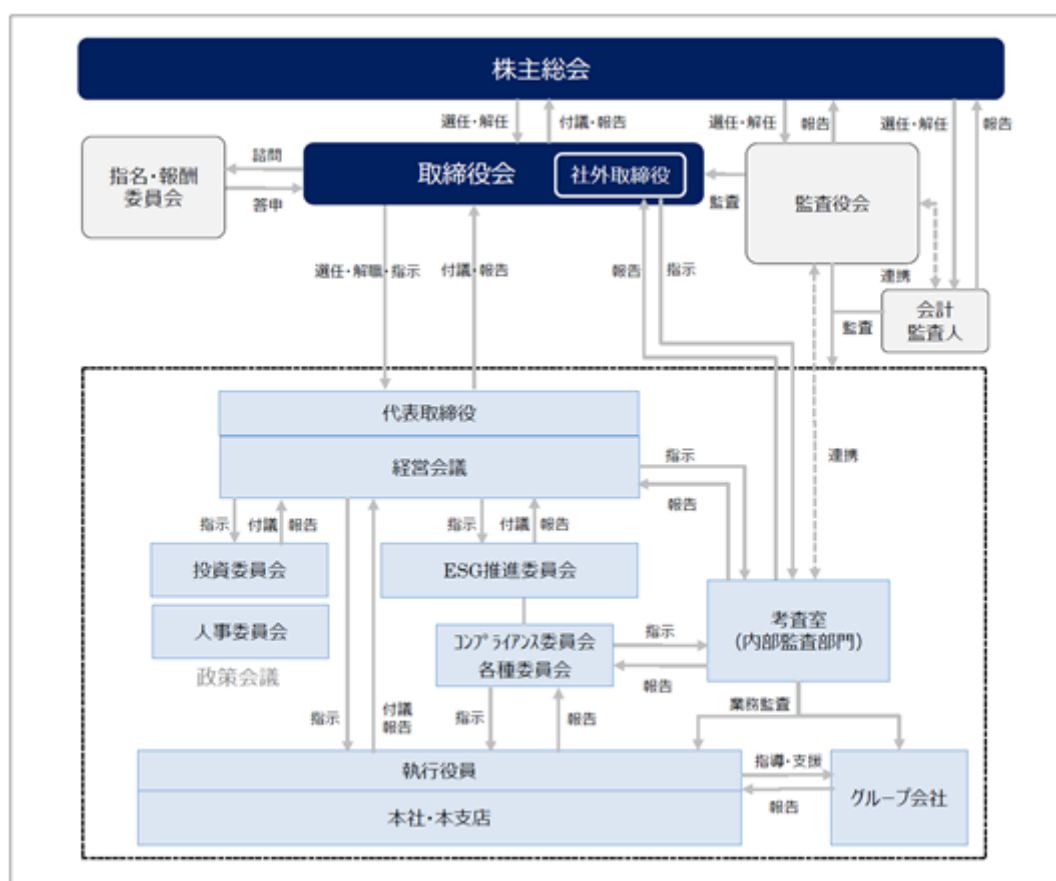 株主総会
選任・解任
付議・報告
選任・解任
報告
選任・解任
報告
指名・報酬
委員会
諮問
答申
取締役会
社外取締役
監査
監査役会
選任・解職・指示
付議・報告
報告
指示
連携
会計
監査人
監査
代表取締役
経営会議
指示
報告
連携
指示
付議
報告
指示
付議
報告
投資委員会
ESG推進委員会
人事委員会
政策会議
コンプライアンス委員会
各種委員会
指示
報告
考査室
(内部監査部門)
指示
付議
報告
指示
報告
業務監査
執行役員
本社・本支店
指導・支援
報告
グループ会社